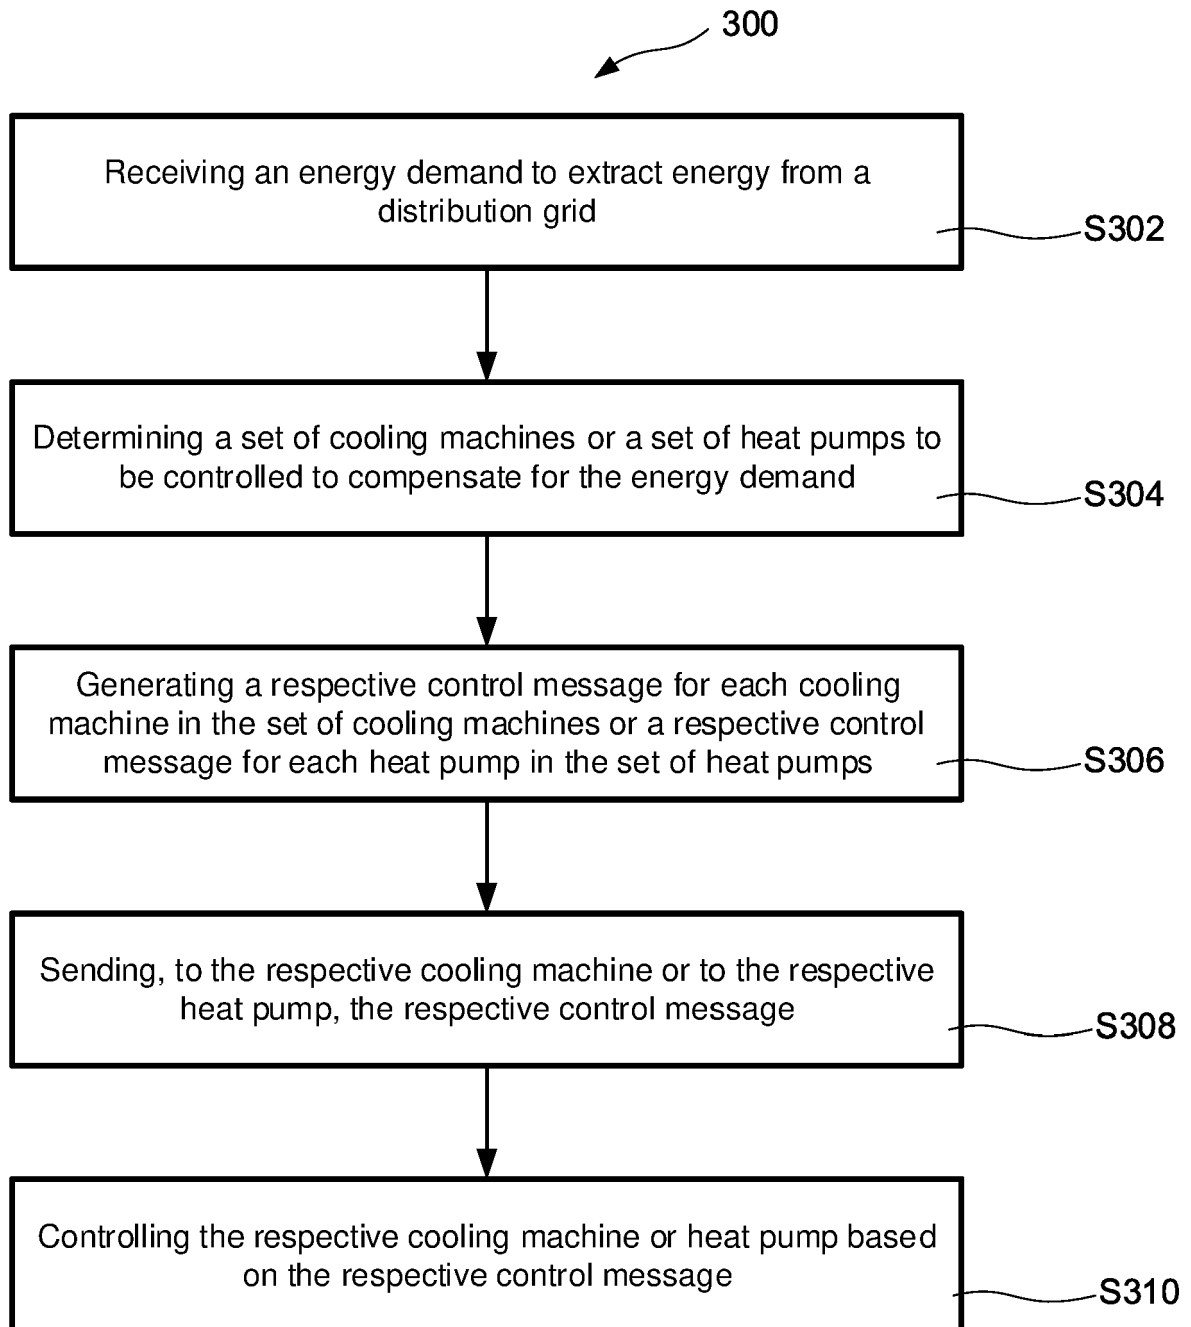 300
Receiving an energy demand to extract energy from a
distribution grid
S302
Determining a set of cooling machines or a set of heat pumps to
be controlled to compensate for the energy demand
S304
Generating a respective control message for each cooling
machine in the set of cooling machines or a respective control
message for each heat pump in the set of heat pumps
S306
Sending, to the respective cooling machine or to the respective
heat pump, the respective control message
S308
Controlling the respective cooling machine or heat pump based
on the respective control message
S310